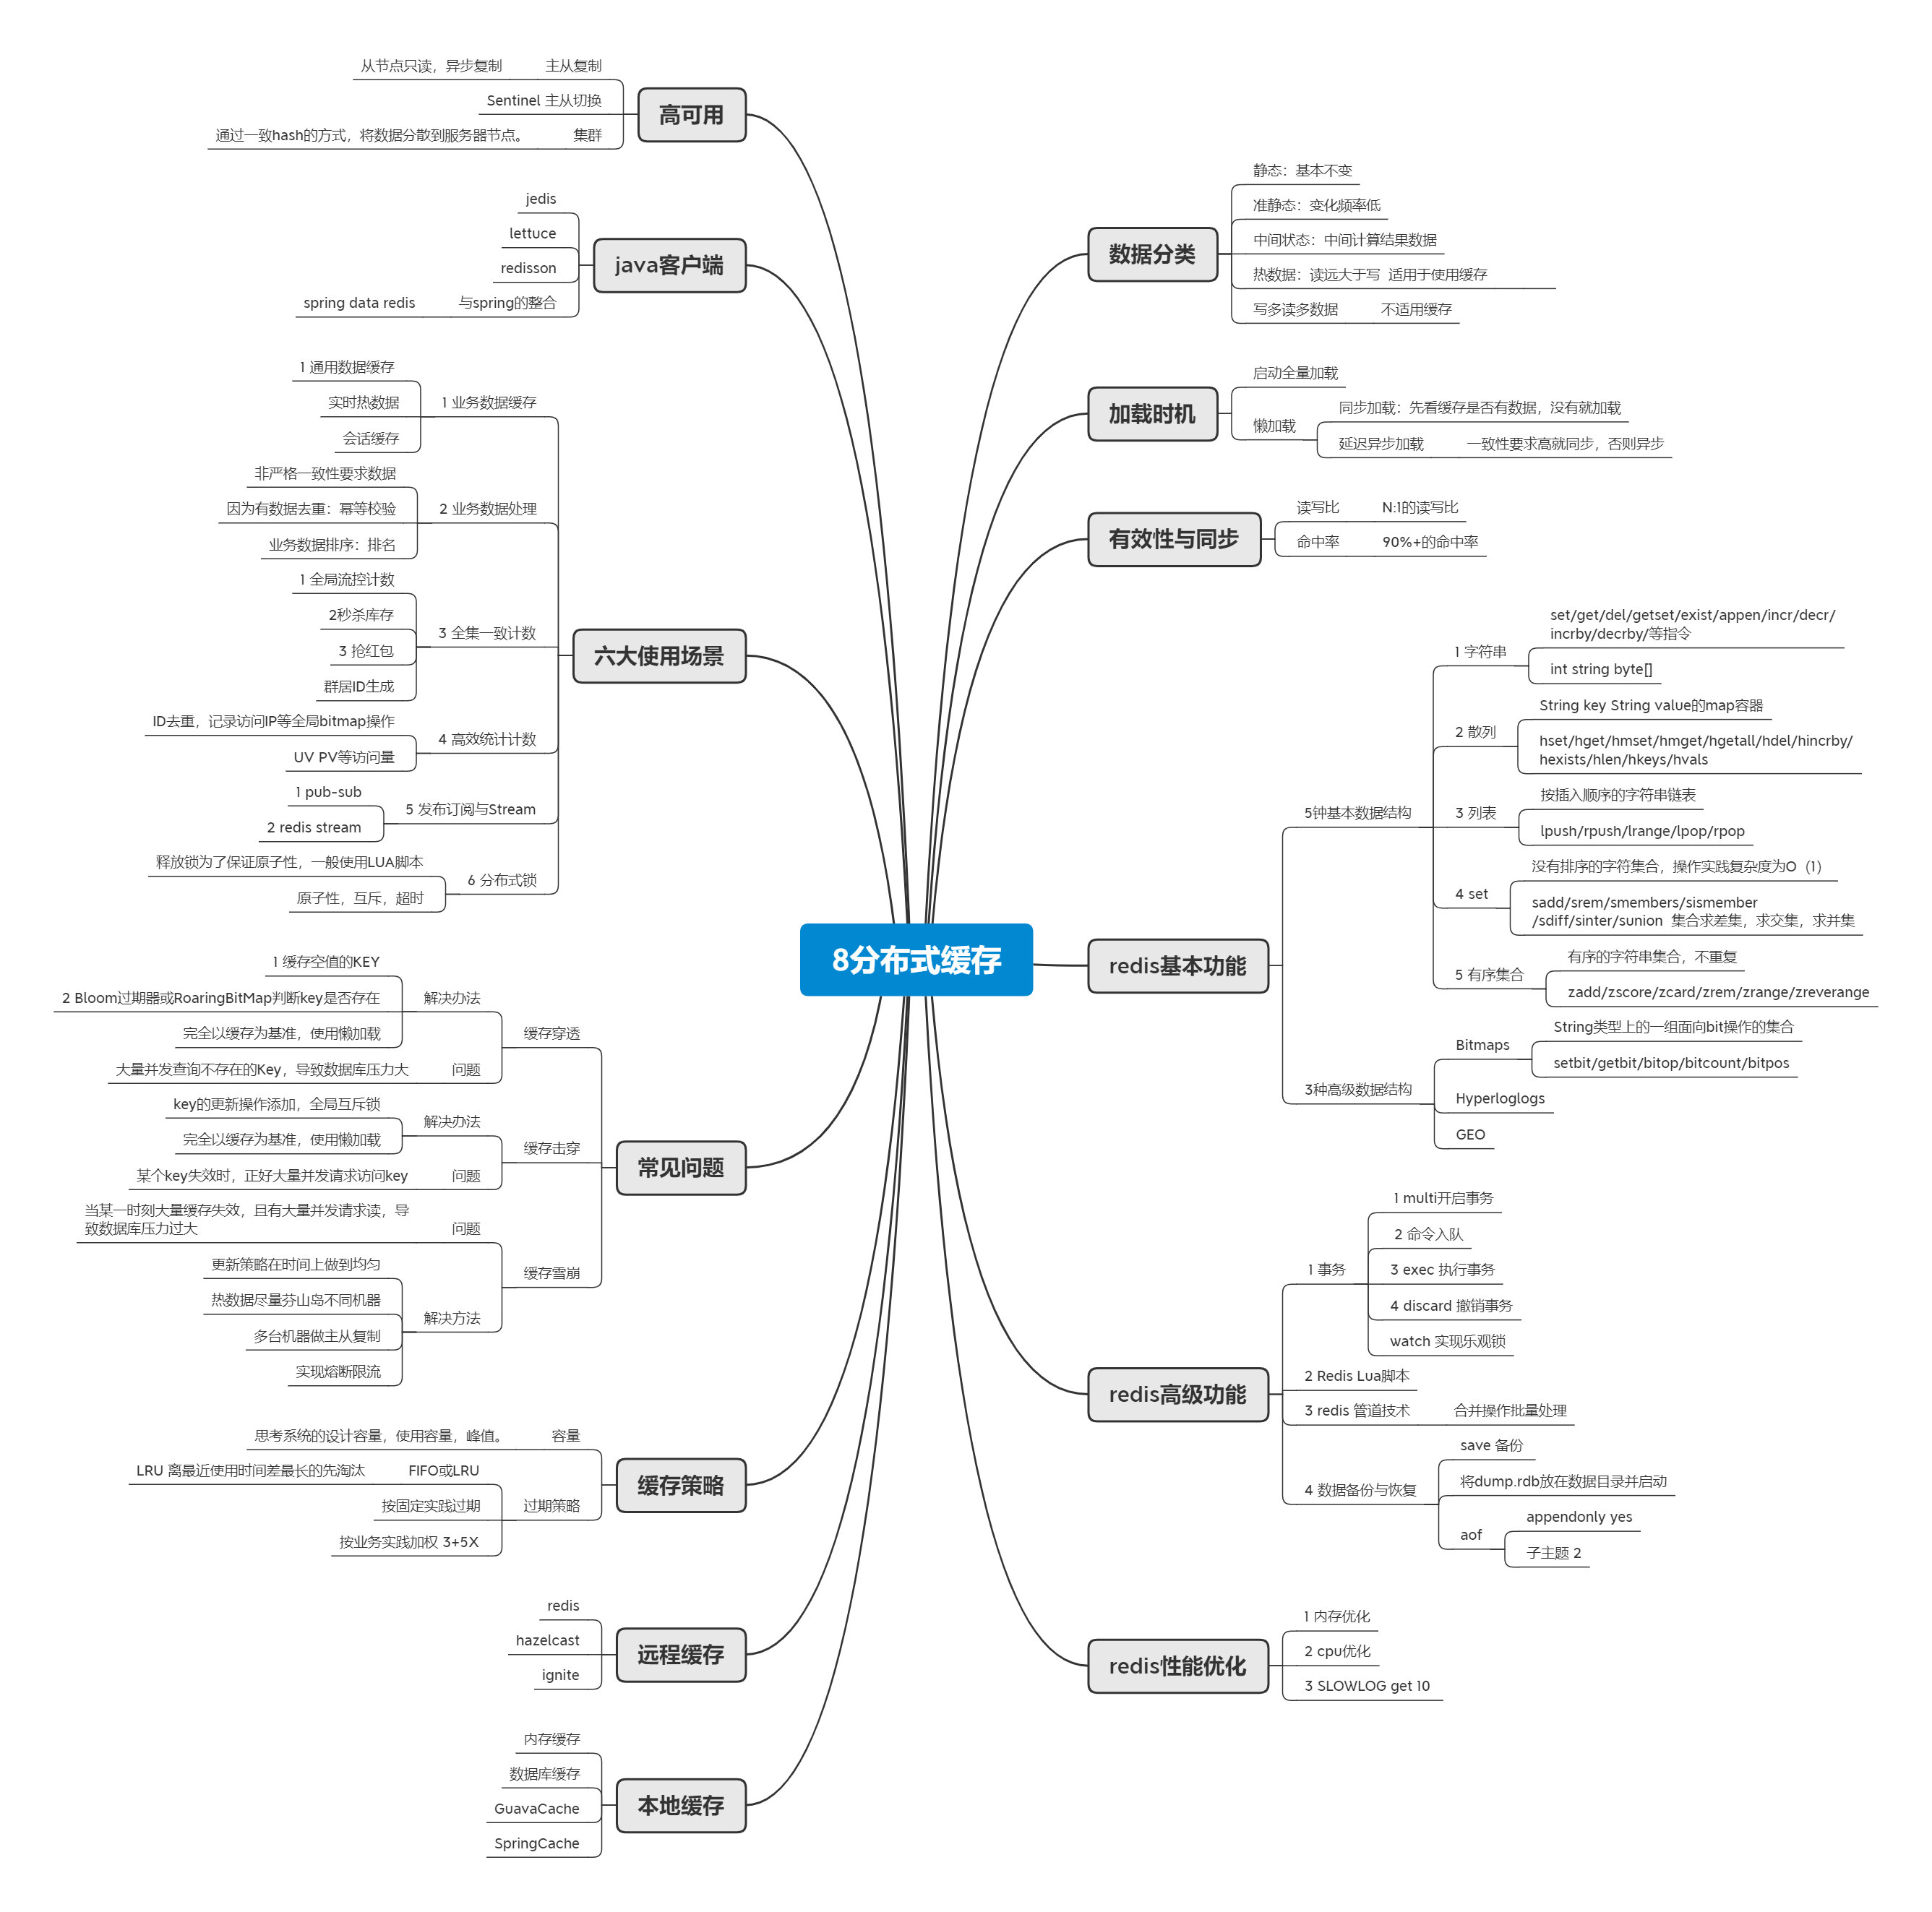 8分布式缓存
数据分类
静态：基本不变
准静态：变化频率低
中间状态：中间计算结果数据
热数据：读远大于写  适用于使用缓存
写多读多数据
不适用缓存
加载时机
启动全量加载
懒加载
同步加载：先看缓存是否有数据，没有就加载
延迟异步加载
一致性要求高就同步，否则异步
有效性与同步
读写比
N:1的读写比
命中率
90%+的命中率
redis基本功能
5钟基本数据结构
1 字符串
set/get/del/getset/exist/appen/incr/decr/
incrby/decrby/等指令
int string byte[]
2 散列
String key String value的map容器
hset/hget/hmset/hmget/hgetall/hdel/hincrby/
hexists/hlen/hkeys/hvals
3 列表
按插入顺序的字符串链表
lpush/rpush/lrange/lpop/rpop
4 set
没有排序的字符集合，操作实践复杂度为O（1）
sadd/srem/smembers/sismember
/sdiff/sinter/sunion  集合求差集，求交集，求并集
5 有序集合
有序的字符串集合，不重复
zadd/zscore/zcard/zrem/zrange/zreverange
3种高级数据结构
Bitmaps
String类型上的一组面向bit操作的集合
setbit/getbit/bitop/bitcount/bitpos
Hyperloglogs
GEO
redis高级功能
1 事务
1 multi开启事务
2 命令入队
3 exec 执行事务
4 discard 撤销事务
watch 实现乐观锁
2 Redis Lua脚本
3 redis 管道技术
合并操作批量处理
4 数据备份与恢复
save 备份
将dump.rdb放在数据目录并启动
aof
appendonly yes
子主题 2
redis性能优化
1 内存优化
2 cpu优化
3 SLOWLOG get 10
高可用
主从复制
从节点只读，异步复制
Sentinel 主从切换
集群
通过一致hash的方式，将数据分散到服务器节点。
java客户端
jedis
lettuce
redisson
与spring的整合
spring data redis
六大使用场景
1 业务数据缓存
1 通用数据缓存
实时热数据
会话缓存
2 业务数据处理
非严格一致性要求数据
因为有数据去重：幂等校验
业务数据排序：排名
3 全集一致计数
1 全局流控计数
2秒杀库存
3 抢红包
群居ID生成
4 高效统计计数
ID去重，记录访问IP等全局bitmap操作
UV PV等访问量
5 发布订阅与Stream
1 pub-sub
2 redis stream
6 分布式锁
释放锁为了保证原子性，一般使用LUA脚本
原子性，互斥，超时
常见问题
缓存穿透
解决办法
1 缓存空值的KEY
2 Bloom过期器或RoaringBitMap判断key是否存在
完全以缓存为基准，使用懒加载
问题
大量并发查询不存在的Key，导致数据库压力大
缓存击穿
解决办法
key的更新操作添加，全局互斥锁
完全以缓存为基准，使用懒加载
问题
某个key失效时，正好大量并发请求访问key
缓存雪崩
问题
当某一时刻大量缓存失效，且有大量并发请求读，导
致数据库压力过大
解决方法
更新策略在时间上做到均匀
热数据尽量芬山岛不同机器
多台机器做主从复制
实现熔断限流
缓存策略
容量
思考系统的设计容量，使用容量，峰值。
过期策略
FIFO或LRU
LRU 离最近使用时间差最长的先淘汰
按固定实践过期
按业务实践加权 3+5X
远程缓存
redis
hazelcast
ignite
本地缓存
内存缓存
数据库缓存
GuavaCache
SpringCache